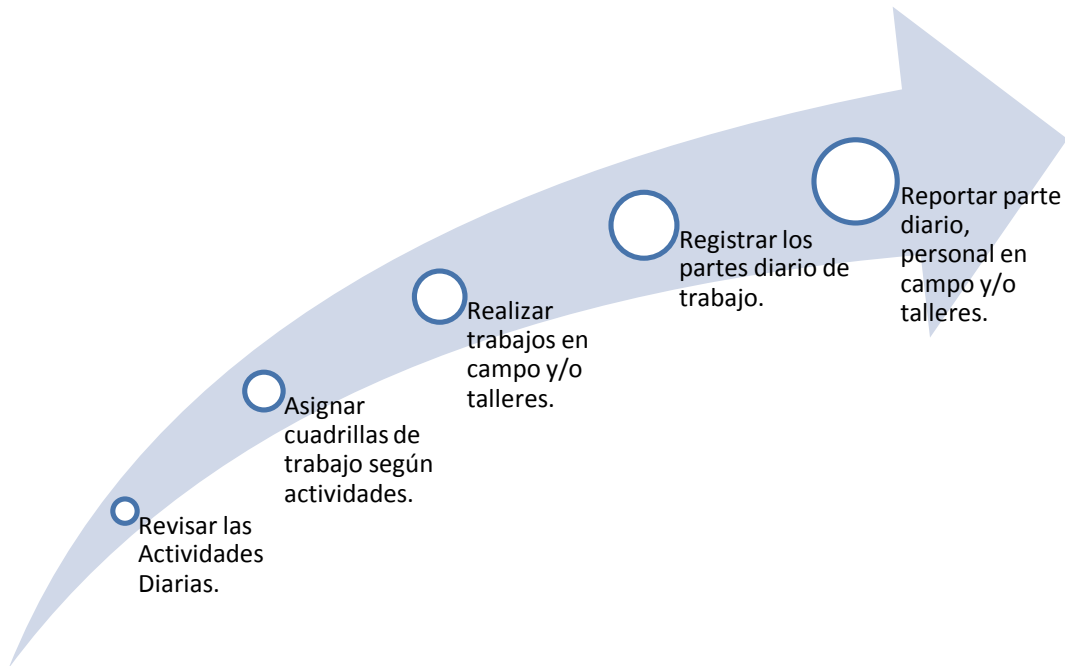 Revisar las
Actividades
Diarias.
Asignar
cuadrillas de
trabajo según
actividades.
Realizar
trabajos en
campo y/o
talleres.
Registrar los
partes diario de
trabajo.
Reportar parte
diario,
personal en
campo y/o
talleres.